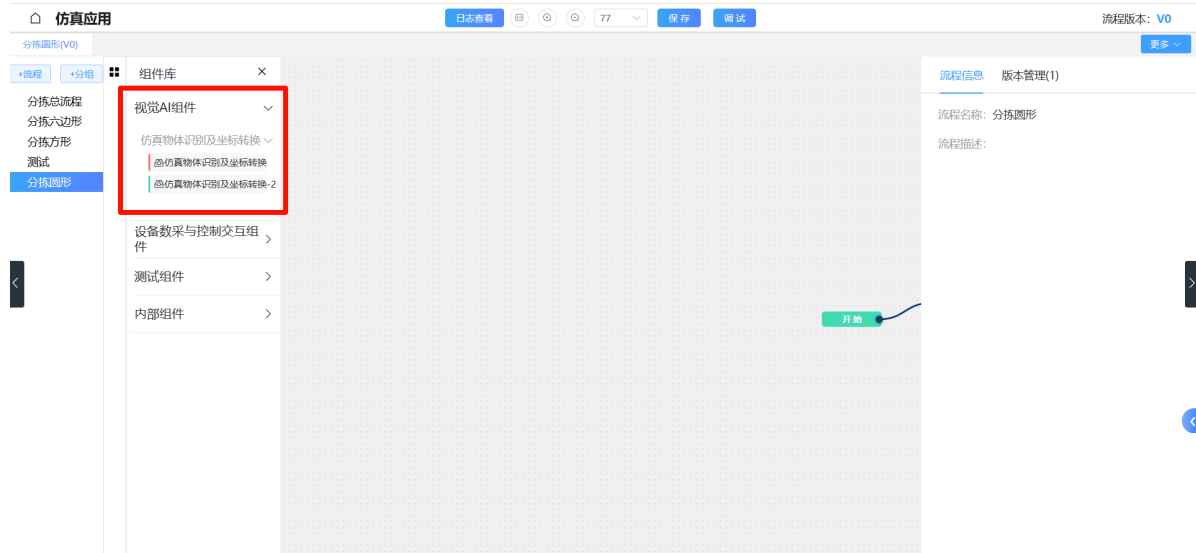 仿真应用
日志查看
77
保存
调试
流程版本：V0
分拣圆形(V0)
更多
+流程
+分组
分拣总流程
分拣六边形
分拣方形
测试
分拣圆形
组件库
视觉AI组件
仿真物体识别及坐标转换
仿真物体识别及坐标转换
仿真物体识别及坐标转换-2
设备数采与控制交互组
件
测试组件
内部组件
开始
流程信息 版本管理(1)
流程名称：分拣圆形
流程描述：